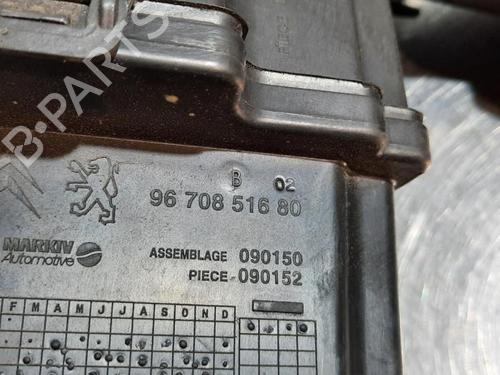 B-PARTS
B 02
96 708 516 80
MARKIV
Automotive
ASSEMBLAGE 090150
PIECE-090152
F M A M J J A S O N D